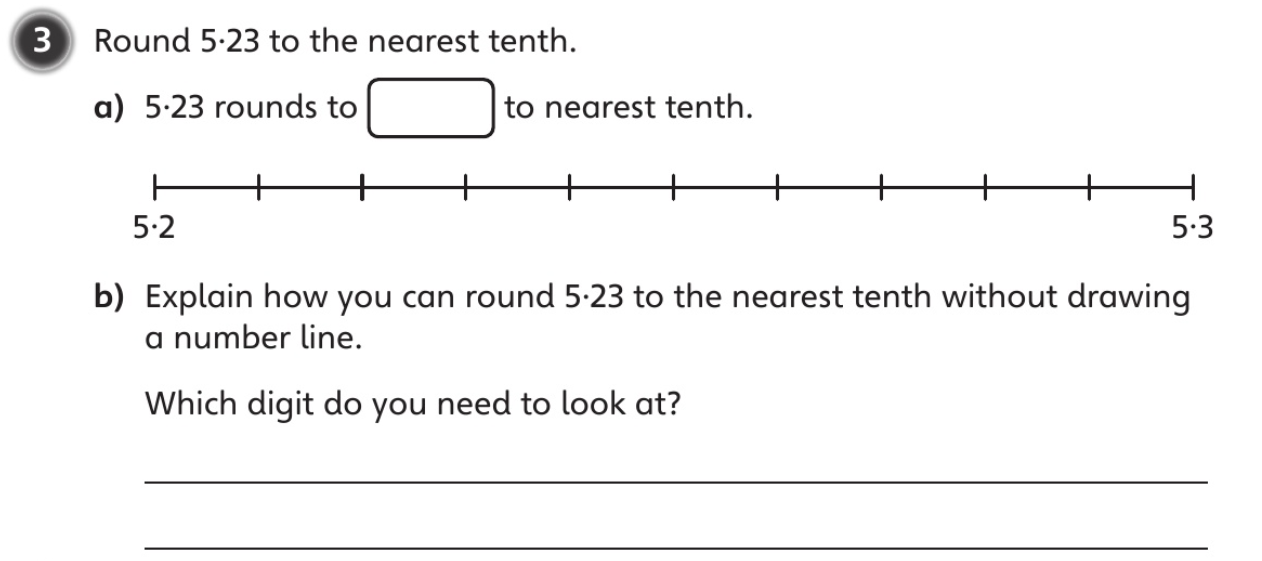 3 Round 5·23 to the nearest tenth.
a) 5·23 rounds to to nearest tenth.
5·2 5·3
b) Explain how you can round 5·23 to the nearest tenth without drawing
a number line.
Which digit do you need to look at?